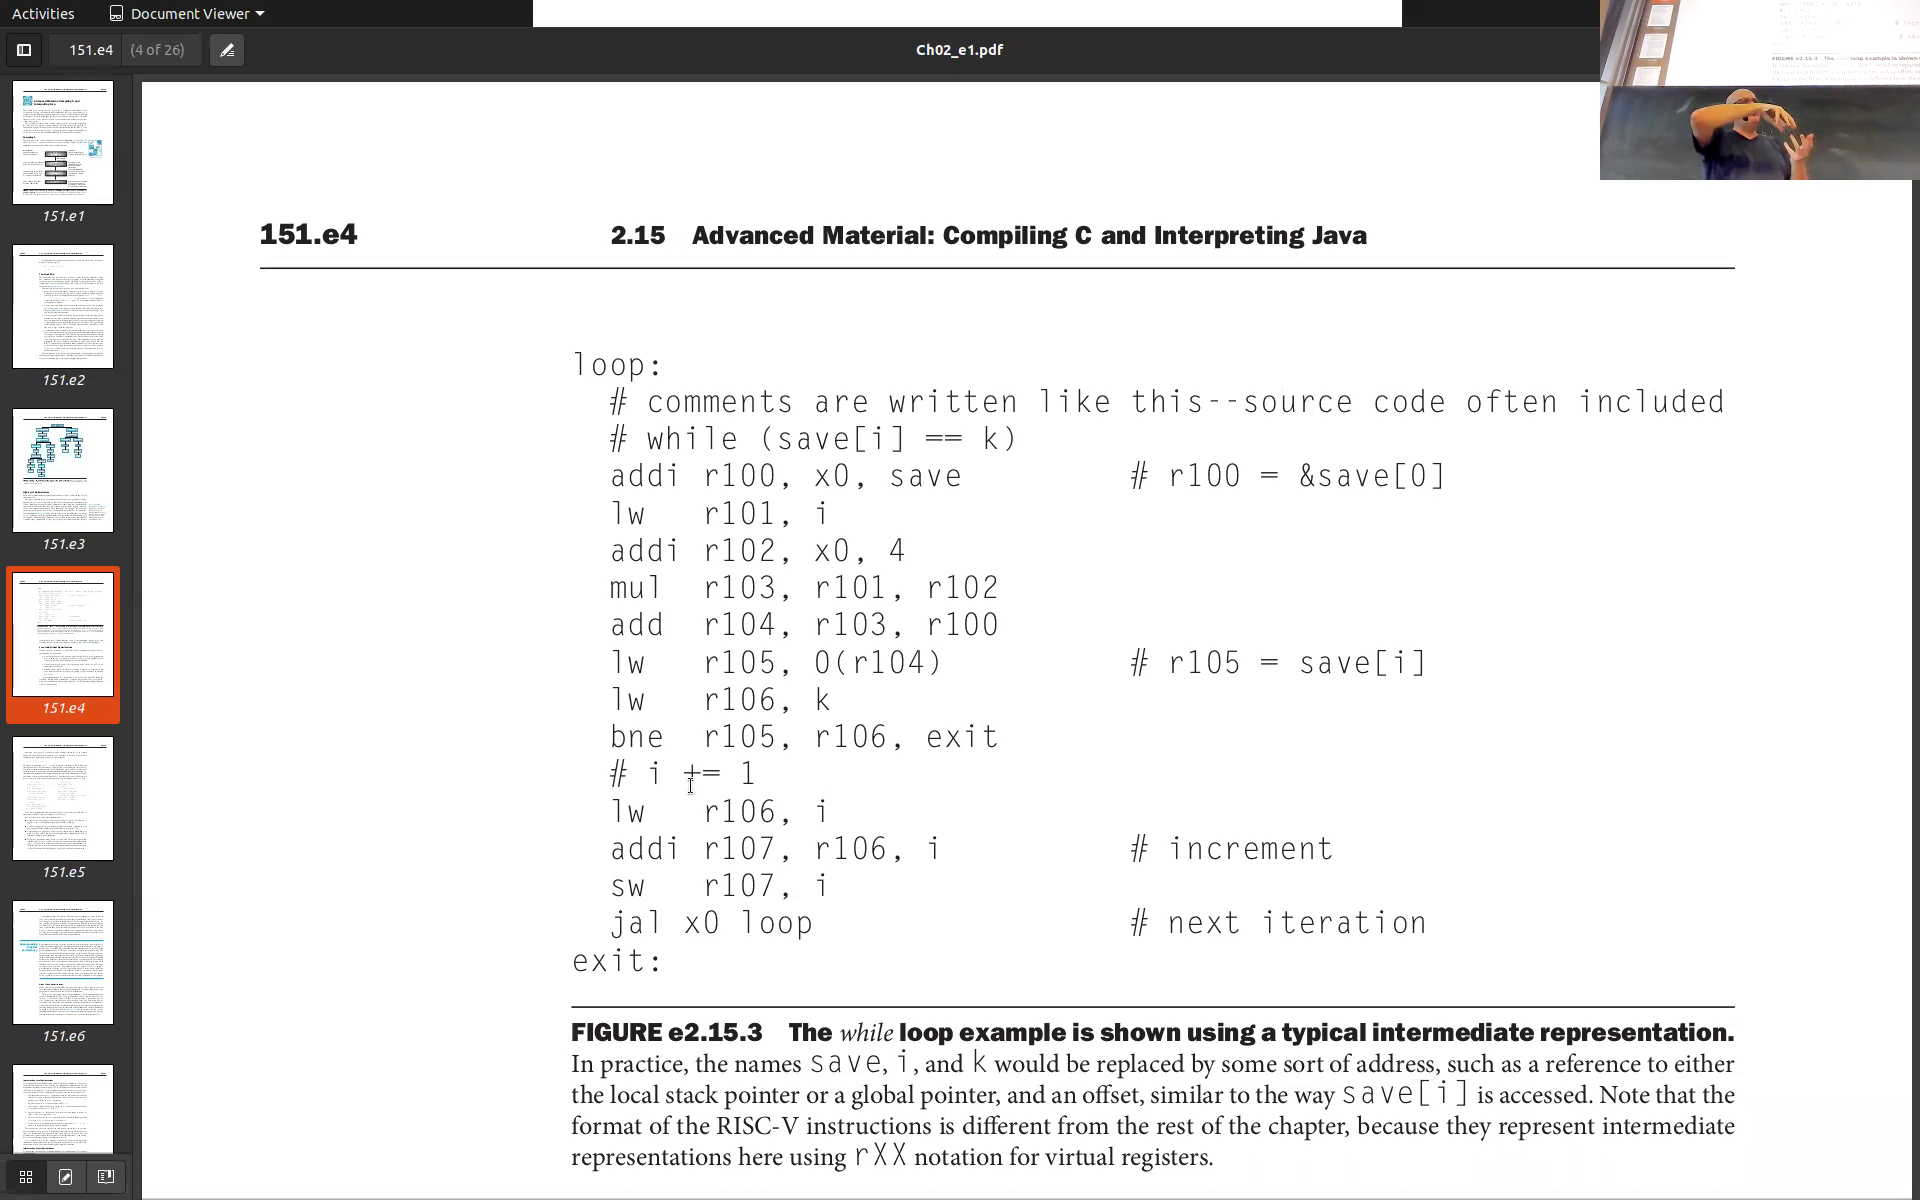 Activities
Document Viewer
151.e4 (4 of 26)
Ch02_e1.pdf
151.e1
151.e2
151.e3
151.e4
151.e5
151.e6
151.e4 2.15 Advanced Material: Compiling C and Interpreting Java
loop:
# comments are written like this--source code often included
# while (save[i] == k)
addi r100, x0, save # r100 = &save[0]
lw r101, i
addi r102, x0, 4
mul r103, r101, r102
add r104, r103, r100
lw r105, 0(r104) # r105 = save[i]
lw r106, k
bne r105, r106, exit
# i += 1
lw r106, i
addi r107, r106, i # increment
sw r107, i
jal x0 loop # next iteration
exit:
FIGURE e2.15.3 The while loop example is shown using a typical intermediate representation.
In practice, the names save, i, and k would be replaced by some sort of address, such as a reference to either
the local stack pointer or a global pointer, and an offset, similar to the way save[i] is accessed. Note that the
format of the RISC-V instructions is different from the rest of the chapter, because they represent intermediate
representations here using rXX notation for virtual registers.